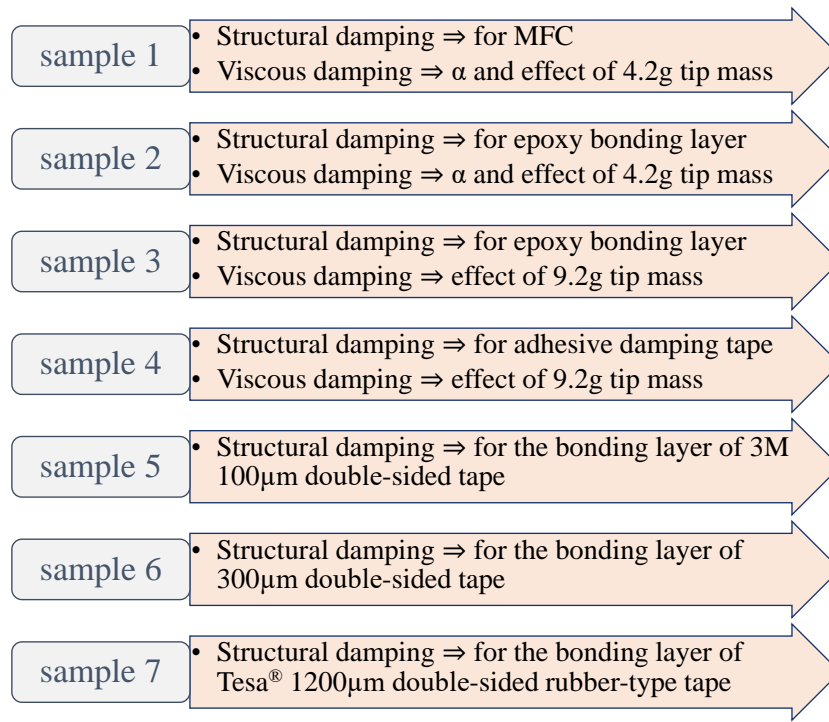 sample 1
• Structural damping ⇒ for MFC
• Viscous damping ⇒ α and effect of 4.2g tip mass
sample 2
• Structural damping ⇒ for epoxy bonding layer
• Viscous damping ⇒ α and effect of 4.2g tip mass
sample 3
• Structural damping ⇒ for epoxy bonding layer
• Viscous damping ⇒ effect of 9.2g tip mass
sample 4
• Structural damping ⇒ for adhesive damping tape
• Viscous damping ⇒ effect of 9.2g tip mass
sample 5
• Structural damping ⇒ for the bonding layer of 3M
100μm double-sided tape
sample 6
• Structural damping ⇒ for the bonding layer of
300μm double-sided tape
sample 7
• Structural damping ⇒ for the bonding layer of
Tesa® 1200μm double-sided rubber-type tape